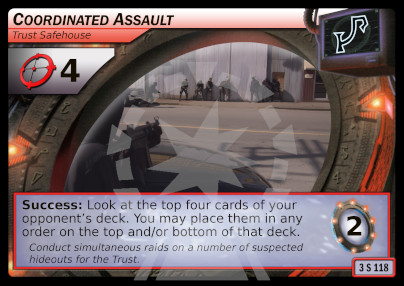 COORDINATED ASSAULT
Trust Safehouse
4
Success: Look at the top four cards of your
opponent's deck. You may place them in any
order on the top and/or bottom of that deck.
2
Conduct simultaneous raids on a number of suspected
hideouts for the Trust.
3 S 118